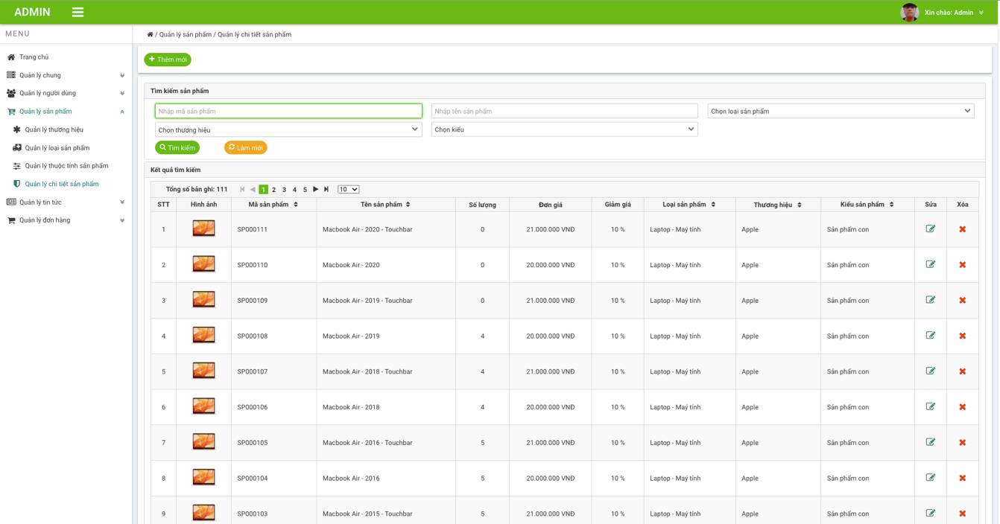 ADMIN
Xin chào: Admin
MENU
/ Quản lý sản phẩm / Quản lý chi tiết sản phẩm
Trang chủ
Quản lý chung
Quản lý người dùng
Quản lý sản phẩm
Quản lý thương hiệu
Quản lý loại sản phẩm
Quản lý thuộc tính sản phẩm
Quản lý chi tiết sản phẩm
Quản lý tin tức
Quản lý đơn hàng
Thêm mới
Tìm kiếm sản phẩm
Nhập mã sản phẩm Nhập tên sản phẩm Chọn loại sản phẩm
Chọn thương hiệu Chọn kiểu
Tìm kiếm Làm mới
Kết quả tìm kiếm
Tổng số bản ghi: 111 1 2 3 4 5 10
STT Hình ảnh Mã sản phẩm Tên sản phẩm Số lượng Đơn giá Giảm giá Loại sản phẩm Thương hiệu Kiểu sản phẩm Sửa Xóa
1 SP000111 Macbook Air - 2020 - Touchbar 0 21.000.000 VNĐ 10 % Laptop - Maý tính Apple Sản phẩm con
2 SP000110 Macbook Air - 2020 0 20.000.000 VNĐ 10 % Laptop - Maý tính Apple Sản phẩm con
3 SP000109 Macbook Air - 2019 - Touchbar 0 21.000.000 VNĐ 10 % Laptop - Maý tính Apple Sản phẩm con
4 SP000108 Macbook Air - 2019 4 20.000.000 VNĐ 10 % Laptop - Maý tính Apple Sản phẩm con
5 SP000107 Macbook Air - 2018 - Touchbar 4 21.000.000 VNĐ 10 % Laptop - Maý tính Apple Sản phẩm con
6 SP000106 Macbook Air - 2018 4 20.000.000 VNĐ 10 % Laptop - Maý tính Apple Sản phẩm con
7 SP000105 Macbook Air - 2016 - Touchbar 5 21.000.000 VNĐ 10 % Laptop - Maý tính Apple Sản phẩm con
8 SP000104 Macbook Air - 2016 5 20.000.000 VNĐ 10 % Laptop - Maý tính Apple Sản phẩm con
9 SP000103 Macbook Air - 2015 - Touchbar 5 21.000.000 VNĐ 10 % Laptop - Maý tính Apple Sản phẩm con